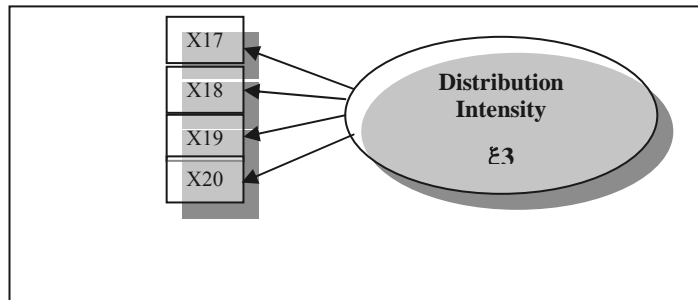 X17
X18
X19
X20
Distribution
Intensity
ξ3